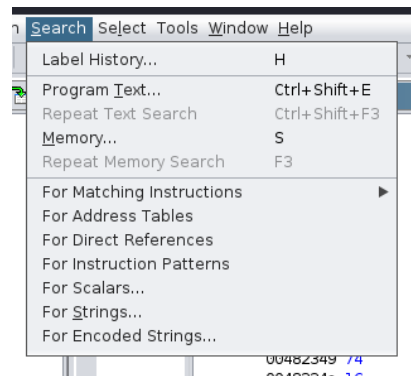 Search Select Tools Window Help
Label History... H
Program Text... Ctrl+Shift+E
Repeat Text Search Ctrl+Shift+F3
Memory... S
Repeat Memory Search F3
For Matching Instructions
For Address Tables
For Direct References
For Instruction Patterns
For Scalars...
For Strings...
For Encoded Strings...
00482349 74